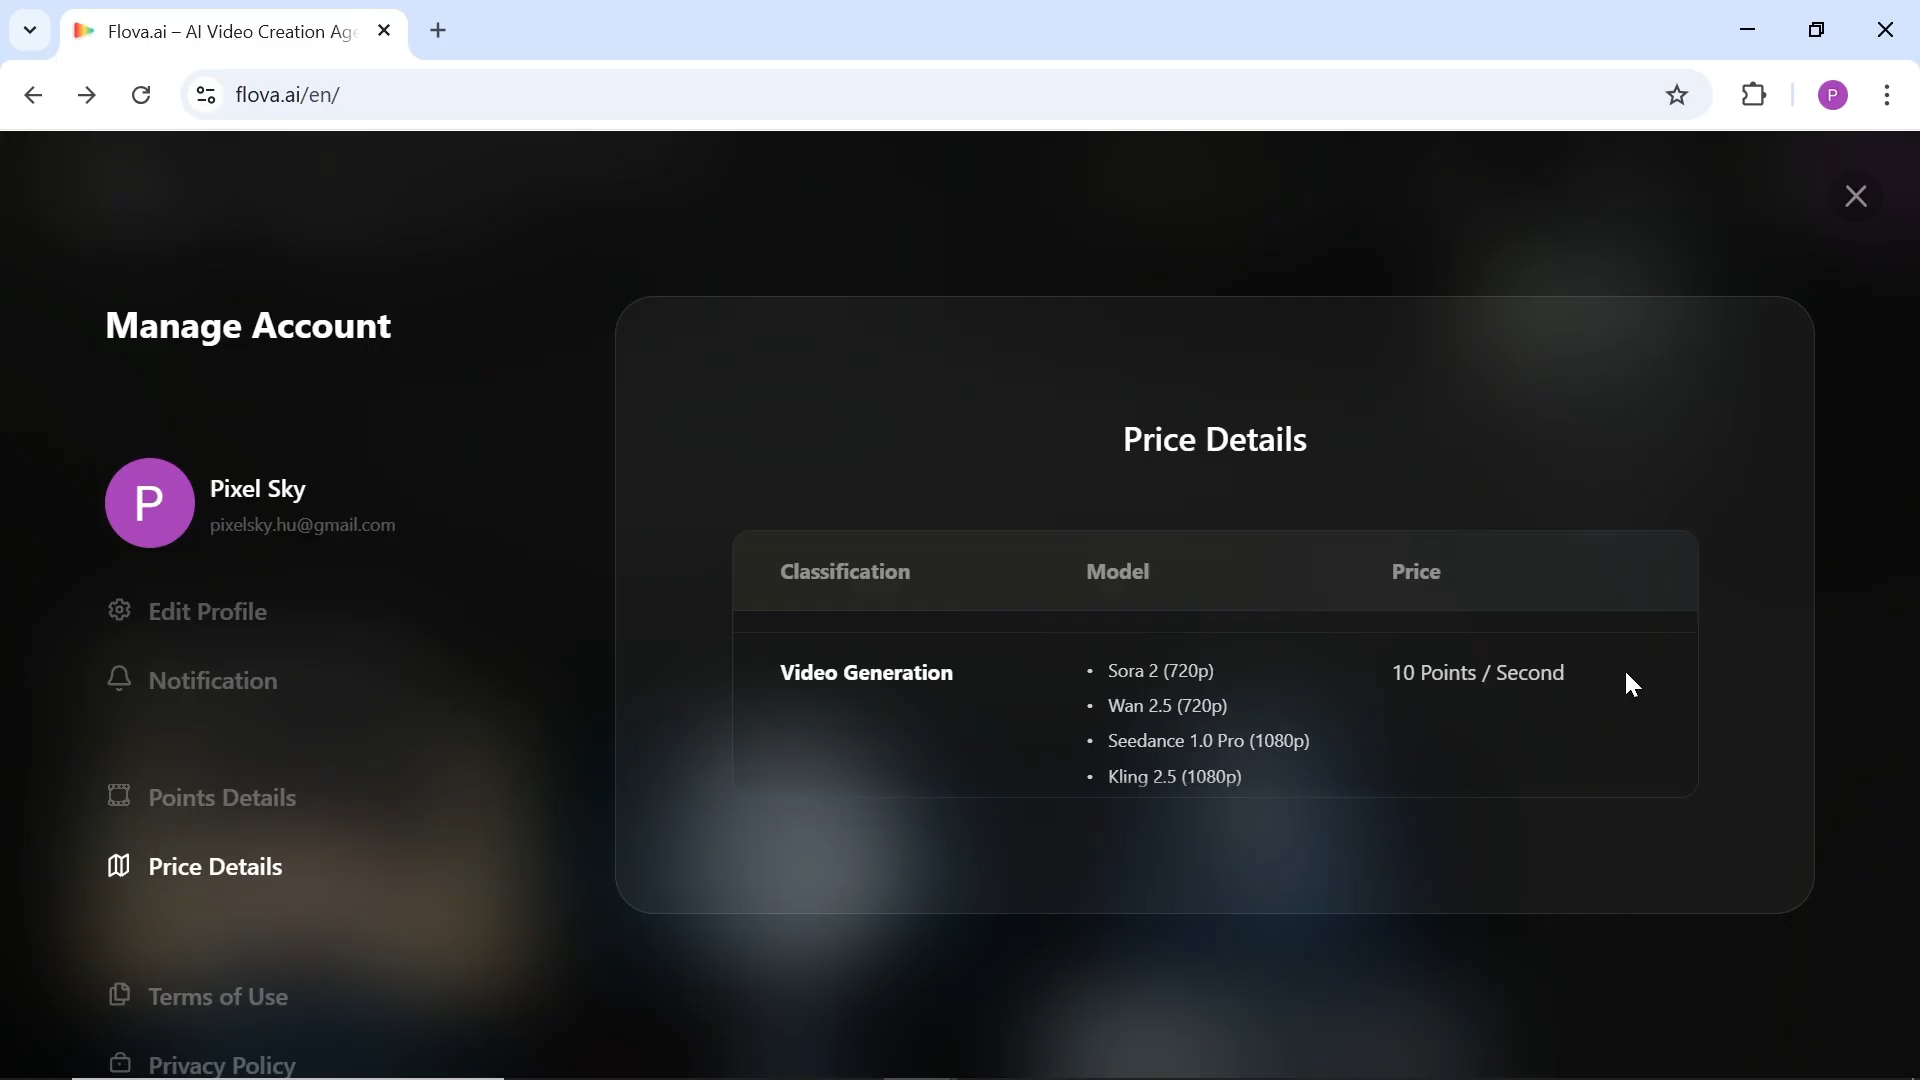 Flova.ai – AI Video Creation Age
flova.ai/en/
P
Manage Account
P
Pixel Sky
pixelsky.hu@gmail.com
Edit Profile
Notification
Points Details
Price Details
Terms of Use
Privacy Policy
Price Details
Classification Model Price
Video Generation • Sora 2 (720p) 10 Points / Second
• Wan 2.5 (720p)
• Seedance 1.0 Pro (1080p)
• Kling 2.5 (1080p)